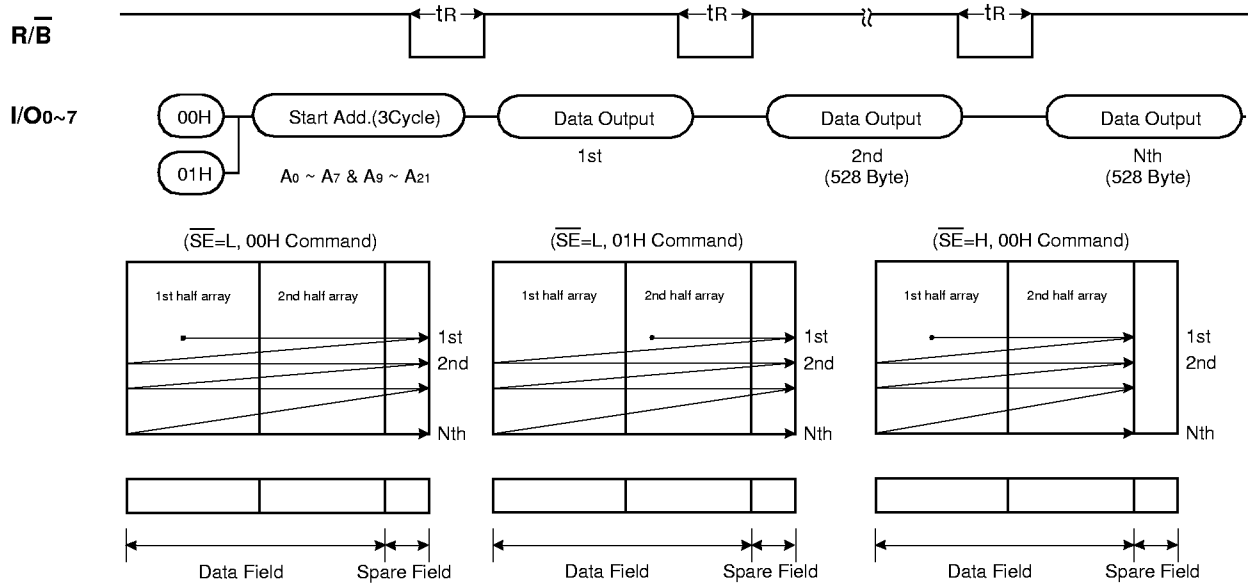 tR tR tR
R/B
I/O0~7
00H Start Add.(3Cycle) Data Output Data Output Data Output
01H
A0 ~ A7 & A9 ~ A21
1st 2nd Nth
(528 Byte) (528 Byte)
(SE=L, 00H Command) (SE=L, 01H Command) (SE=H, 00H Command)
1st half array 2nd half array 1st half array 2nd half array 1st half array 2nd half array
1st 1st 1st
2nd 2nd 2nd
Nth Nth Nth
Data Field Spare Field Data Field Spare Field Data Field Spare Field